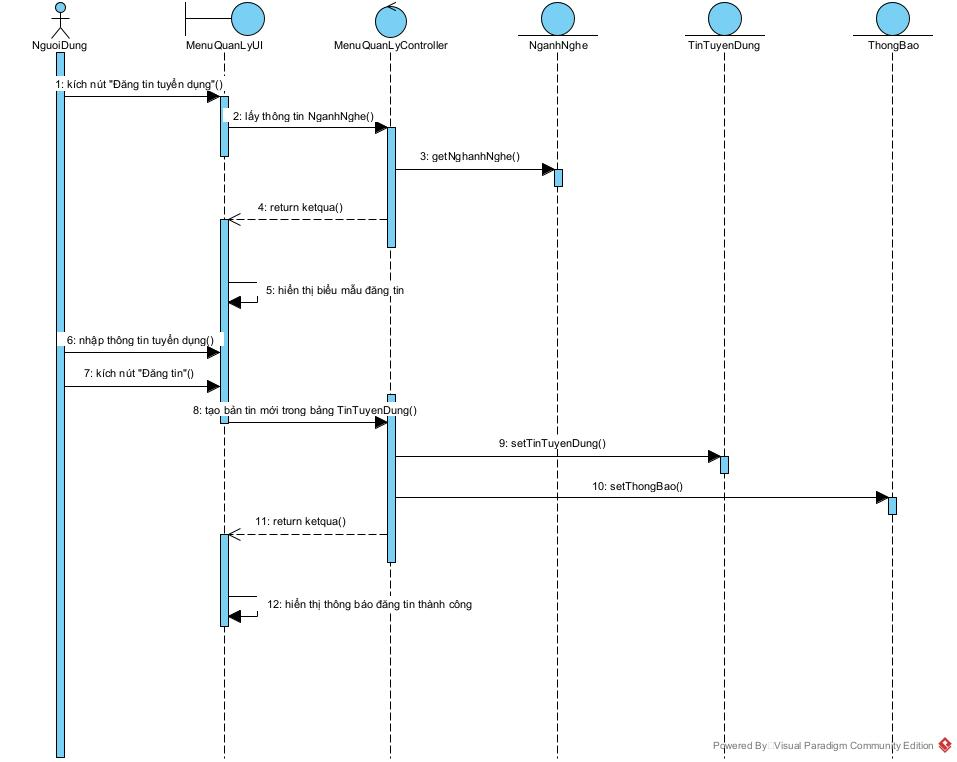 NguoiDung
MenuQuanLyUI
MenuQuanLyController
NganhNghe
TinTuyenDung
ThongBao
1: kích nút "Đăng tin tuyển dụng"()
2: lấy thông tin NganhNghe()
3: getNghanhNghe()
4: return ketqua()
5: hiển thị biểu mẫu đăng tin
6: nhập thông tin tuyển dụng()
7: kích nút "Đăng tin"()
8: tạo bản tin mới trong bảng TinTuyenDung()
9: setTinTuyenDung()
10: setThongBao()
11: return ketqua()
12: hiển thị thông báo đăng tin thành công
Powered By Visual Paradigm Community Edition